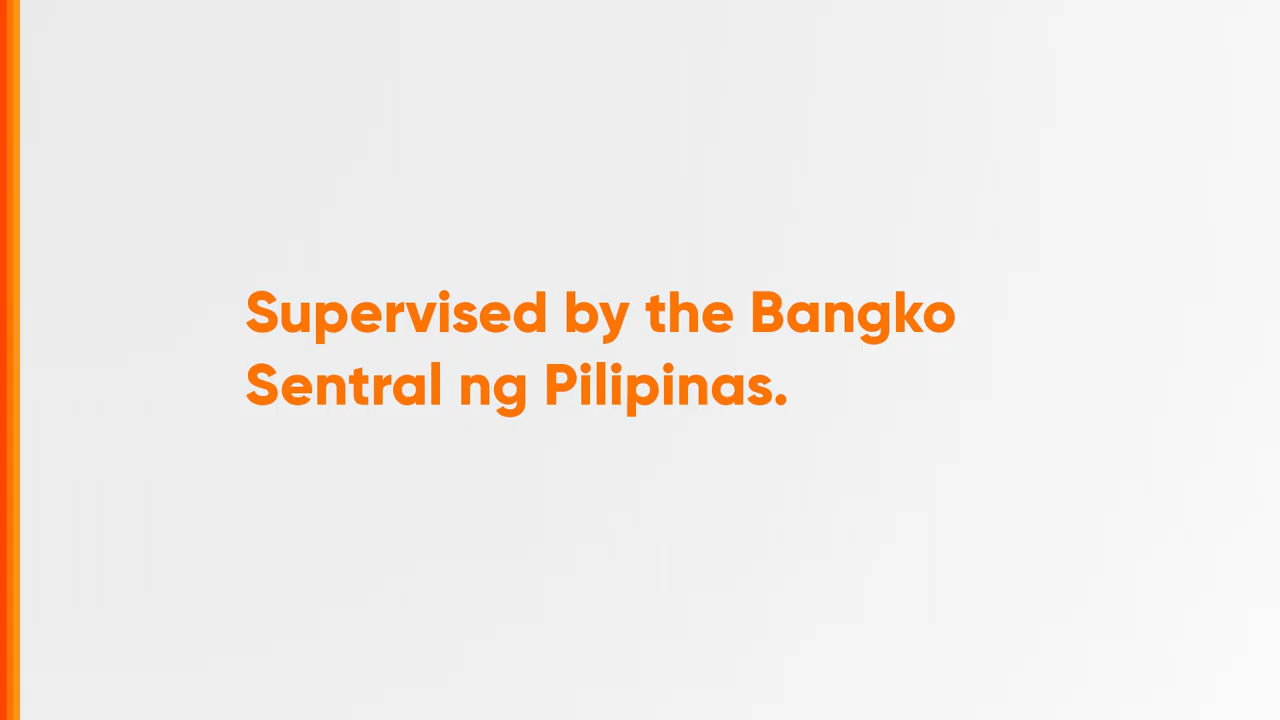 Supervised by the Bangko
Sentral ng Pilipinas.